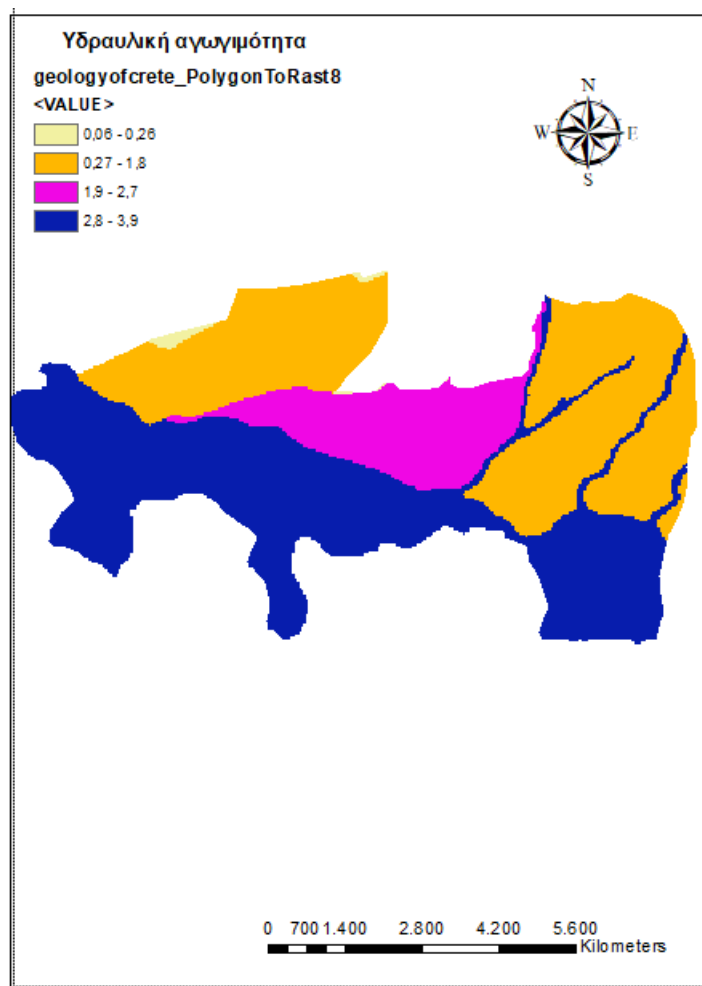 Υδραυλική αγωγιμότητα
geologyofcrete_PolygonToRast8
<VALUE>
0,06 - 0,26
0,27 - 1,8
1,9 - 2,7
2,8 - 3,9
N
W E
S
0 700 1.400 2.800 4.200 5.600
Kilometers